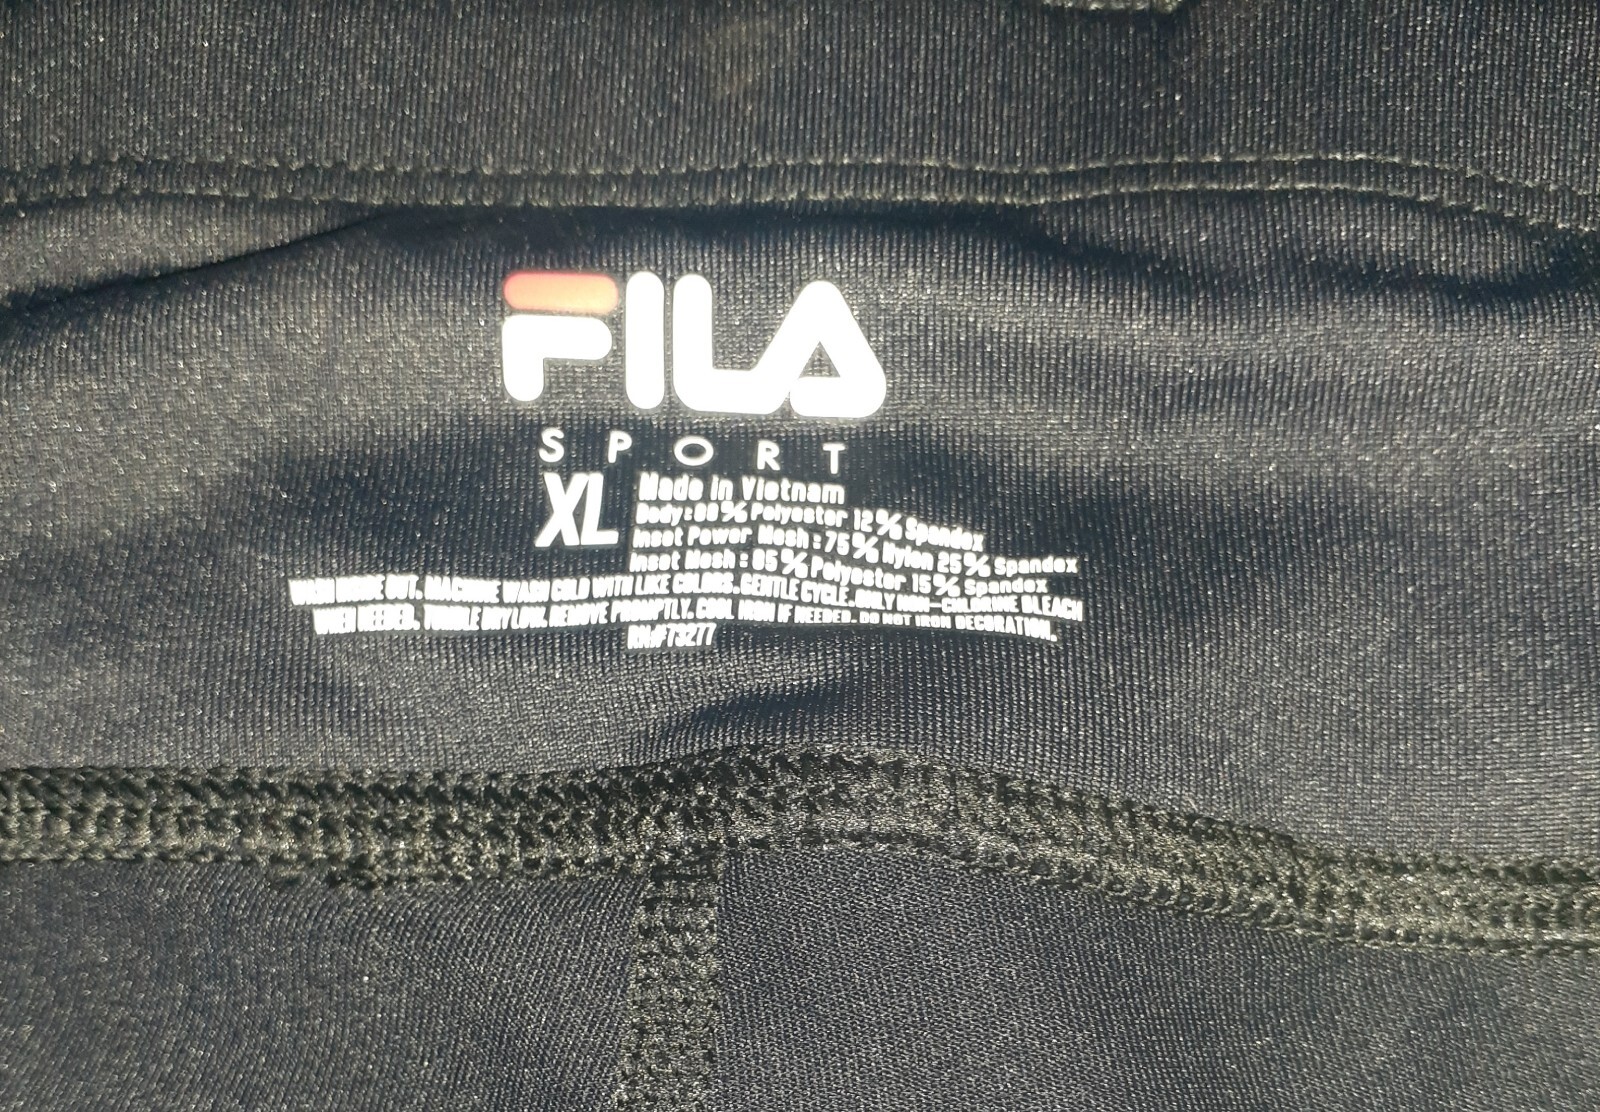 FILA
SPORT
XL
Made in Vietnam
Body: 88% Polyester 12% Spandex
Inset Power Mesh: 75% Nylon 25% Spandex
Inset Mesh: 85% Polyester 15% Spandex
WASH INSIDE OUT. MACHINE WASH COLD WITH LIKE COLORS. GENTLE CYCLE. ONLY NON-CHLORINE BLEACH
WHEN NEEDED. TUMBLE DRY LOW. REMOVE PROMPTLY. COOL IRON IF NEEDED. DO NOT IRON DECORATION.
RN#73277